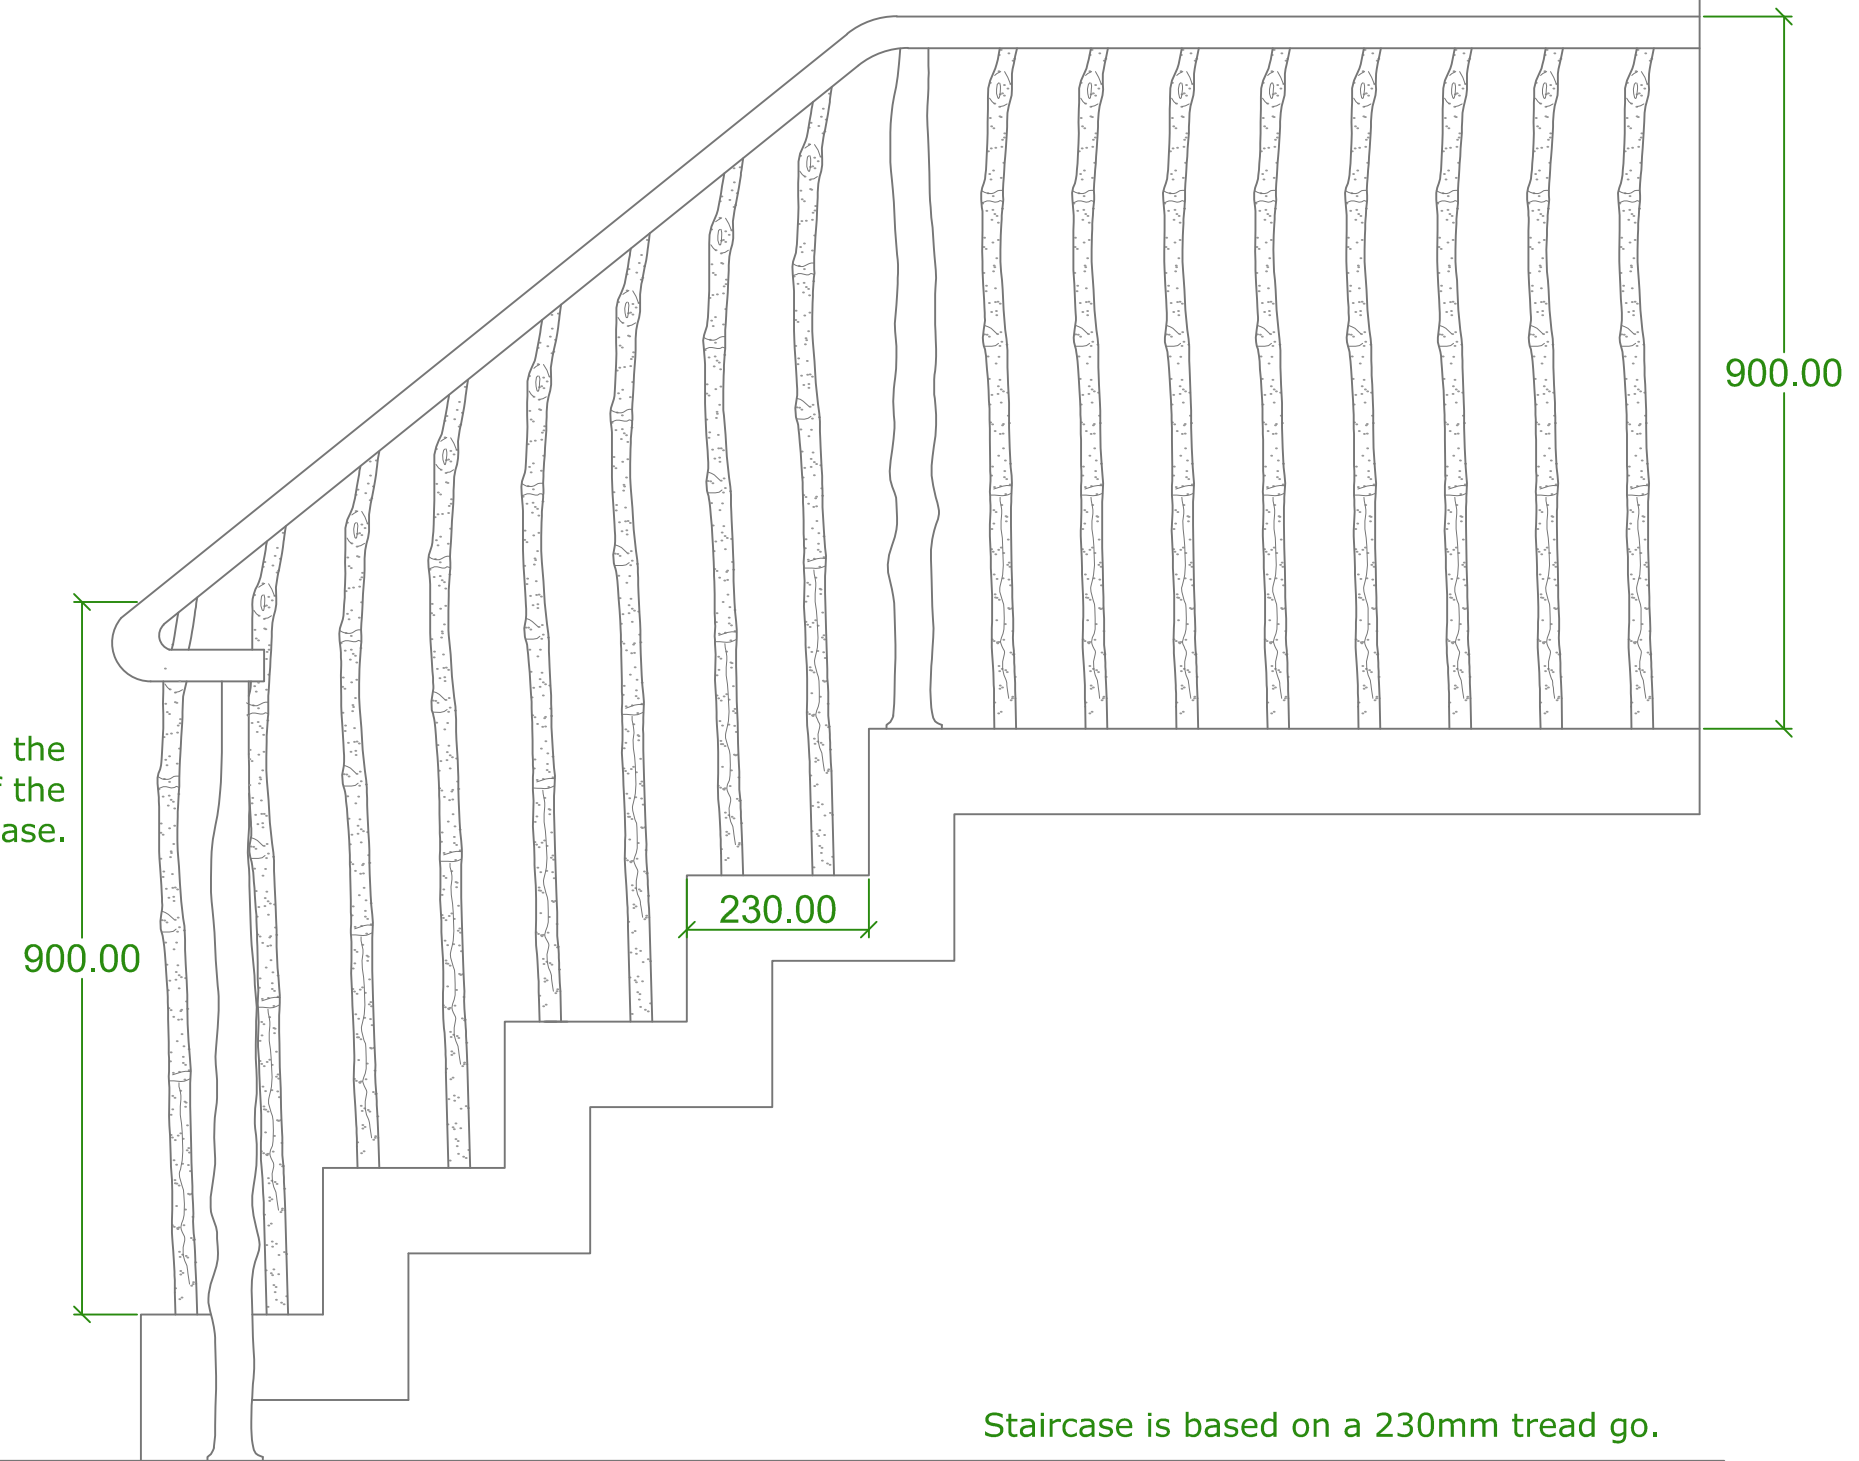 900.00
the
the
ase.
900.00
230.00
Staircase is based on a 230mm tread go.